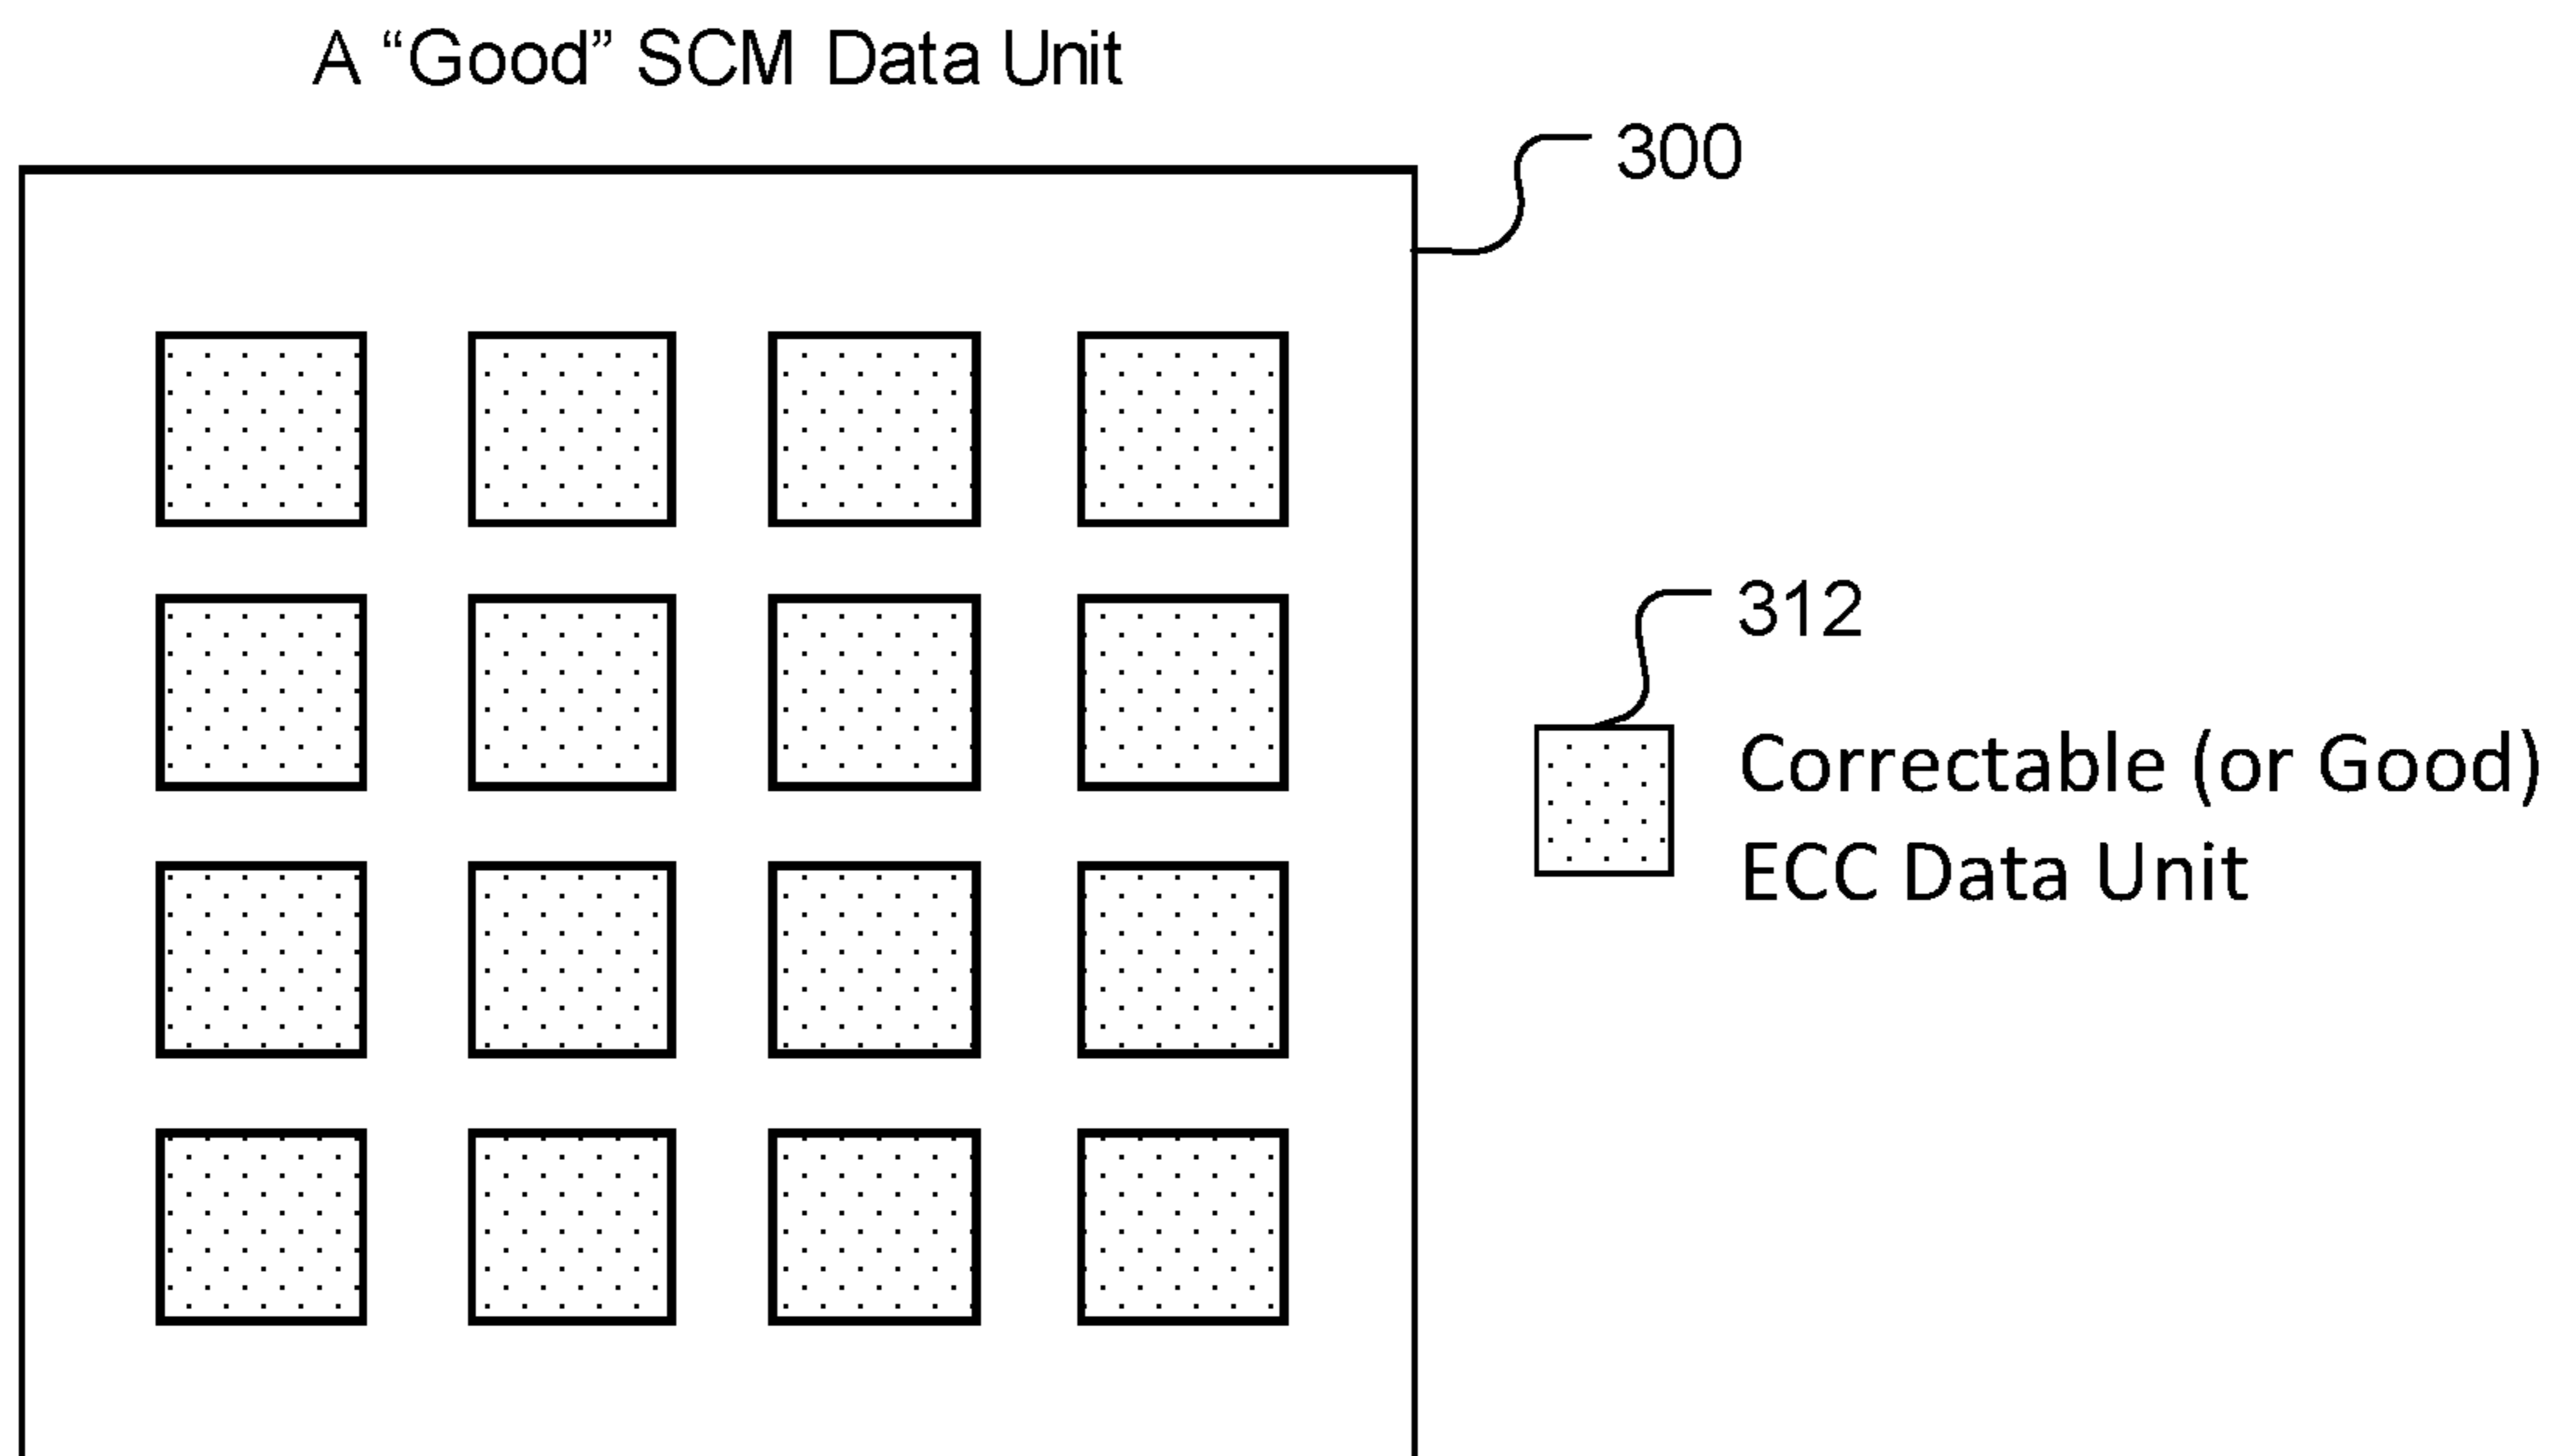 A “Good” SCM Data Unit
300
312
Correctable (or Good)
ECC Data Unit